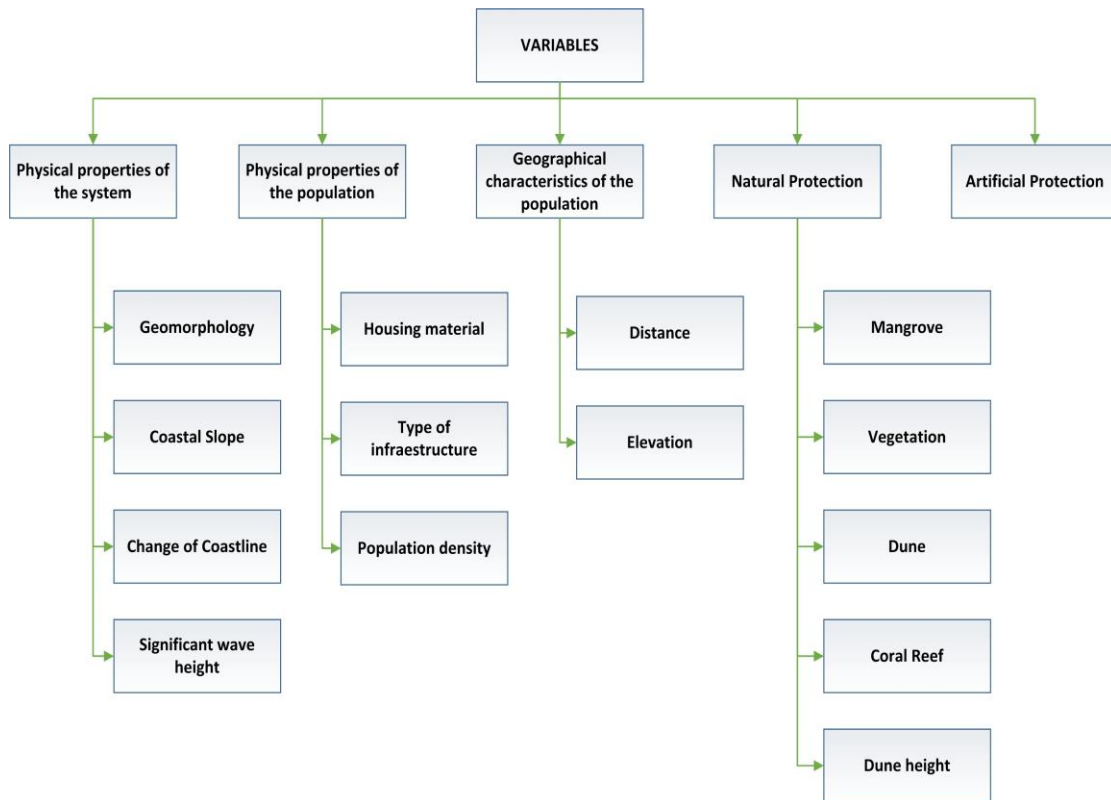 VARIABLES
Physical properties of
the system
Physical properties of
the population
Geographical
characteristics of the
population
Natural Protection
Artificial Protection
Geomorphology
Coastal Slope
Change of Coastline
Significant wave
height
Housing material
Type of
infraestructure
Population density
Distance
Elevation
Mangrove
Vegetation
Dune
Coral Reef
Dune height